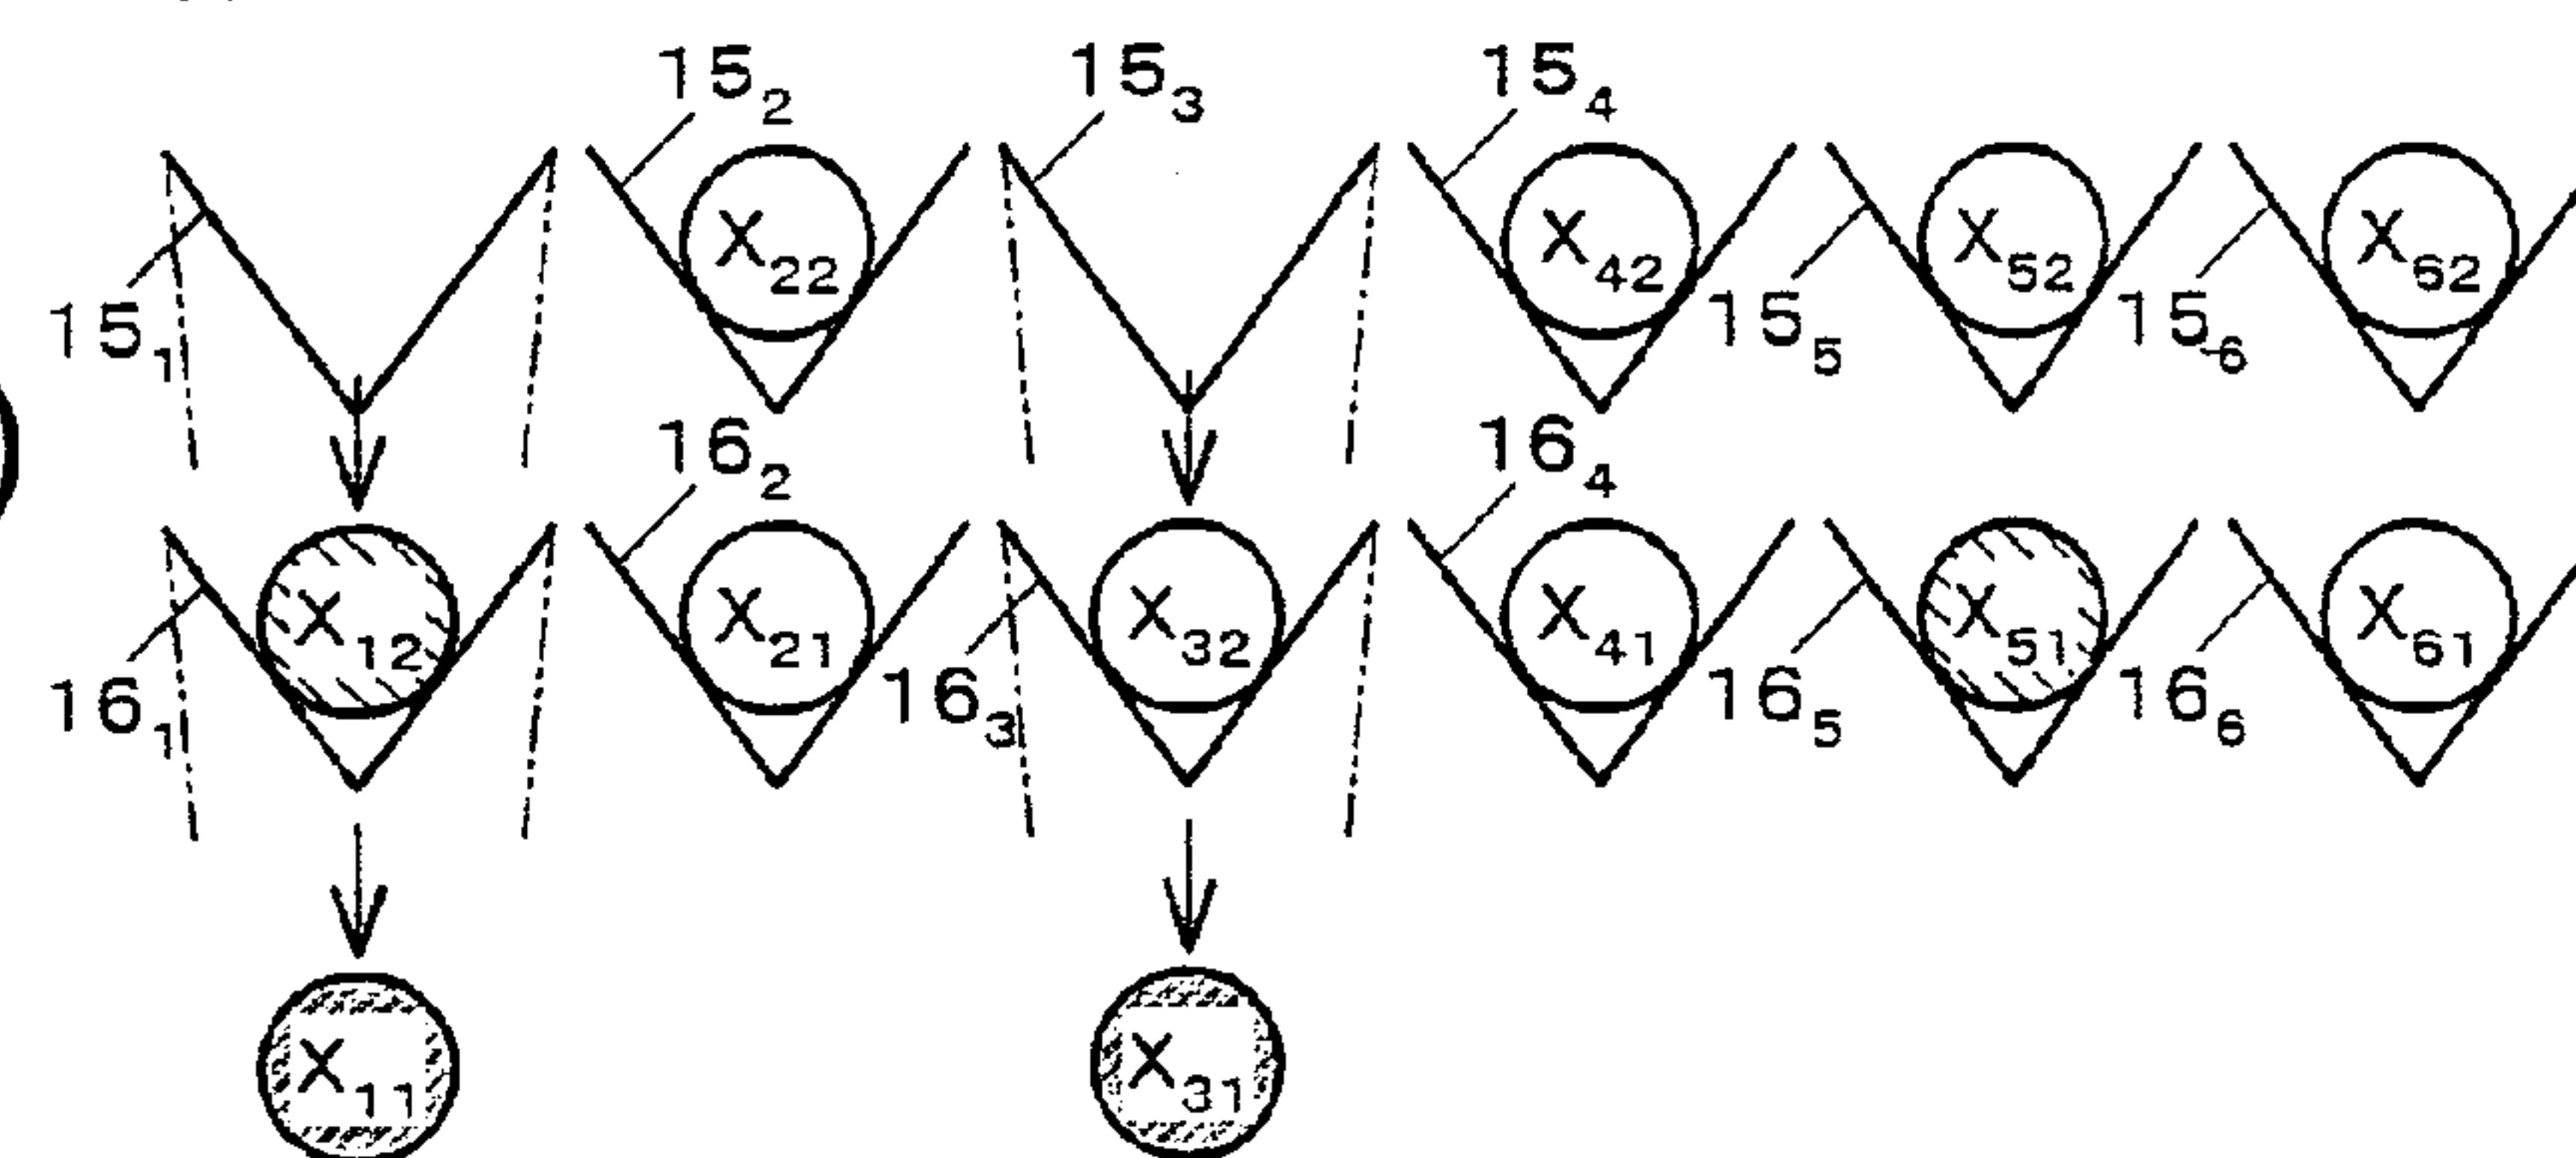 15₂ 15₃ 15₄
X₂₂ X₄₂ X₅₂ X₆₂
15₁ 15₅ 15₆
16₂ 16₄
X₁₂ X₂₁ X₃₂ X₄₁ X₅₁ X₆₁
16₁ 16₃ 16₅ 16₆
X₁₁ X₃₁